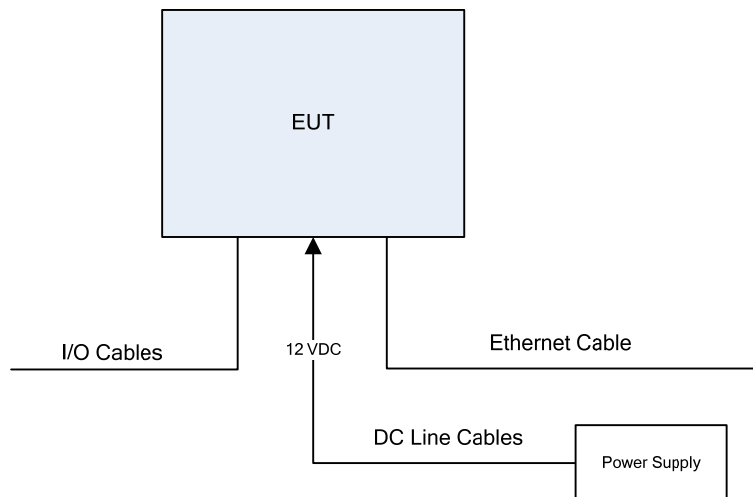 EUT
I/O Cables
12 VDC
Ethernet Cable
DC Line Cables
Power Supply